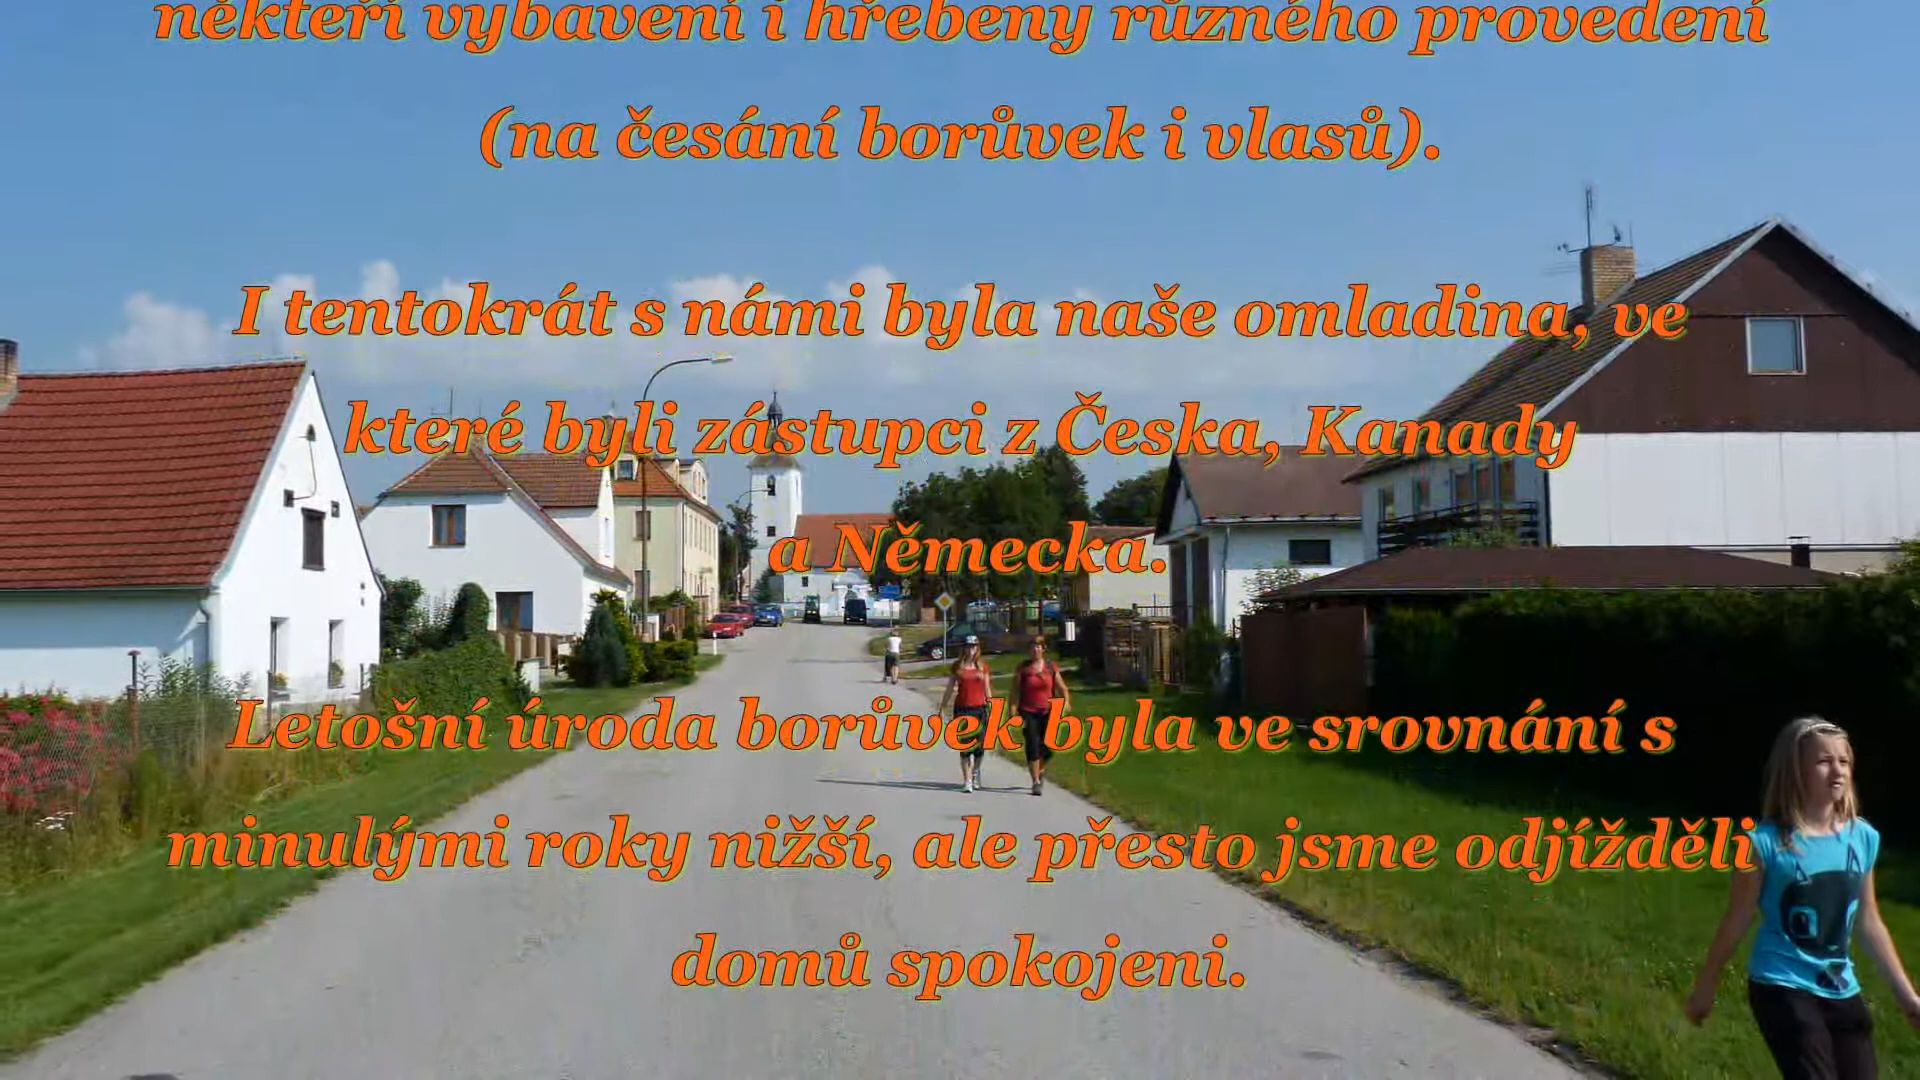 někteří vybavení i hřebeny různého provedení
(na česání borůvek i vlasů).
I tentokrát s námi byla naše omladina, ve
které byli zástupci z Česka, Kanady
a Německa.
Letošní úroda borůvek byla ve srovnání s
minulými roky nižší, ale přesto jsme odjížděli
domů spokojeni.